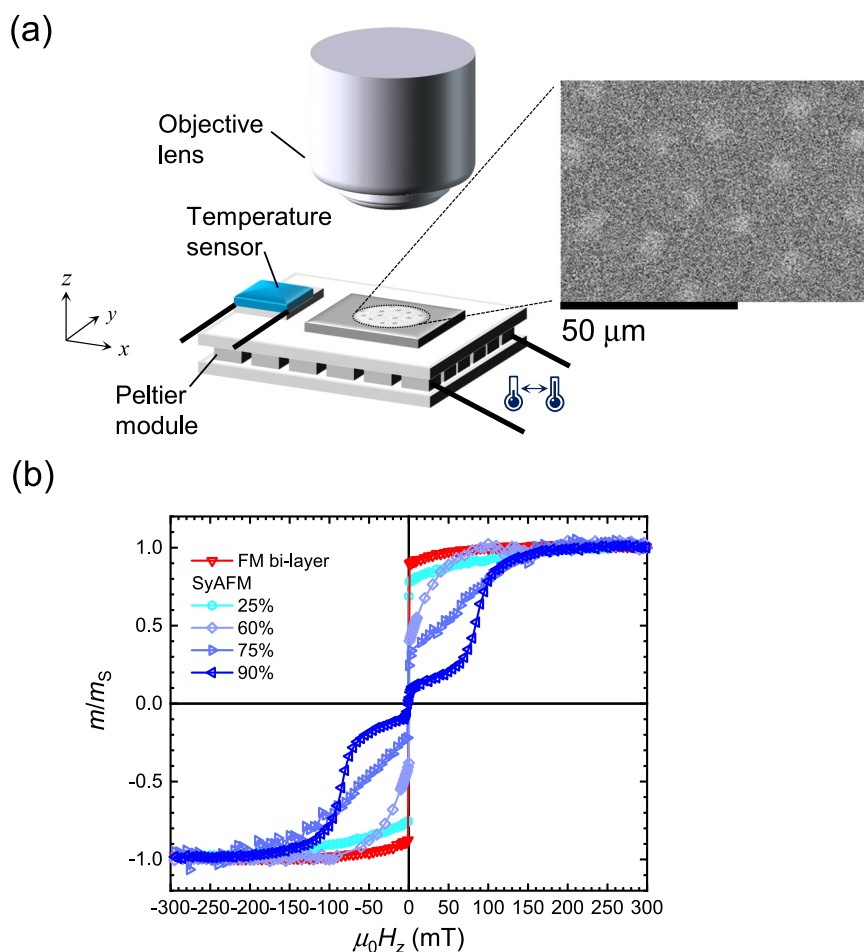 (a)
Objective
lens
Temperature
sensor
z
y
x
Peltier
module
50 μm
(b)
FM bi-layer
SyAFM
25%
60%
75%
90%
m/mS
1.0
0.5
0.0
-0.5
-1.0
-300 -250 -200 -150 -100 -50 0 50 100 150 200 250 300
μ0Hz (mT)